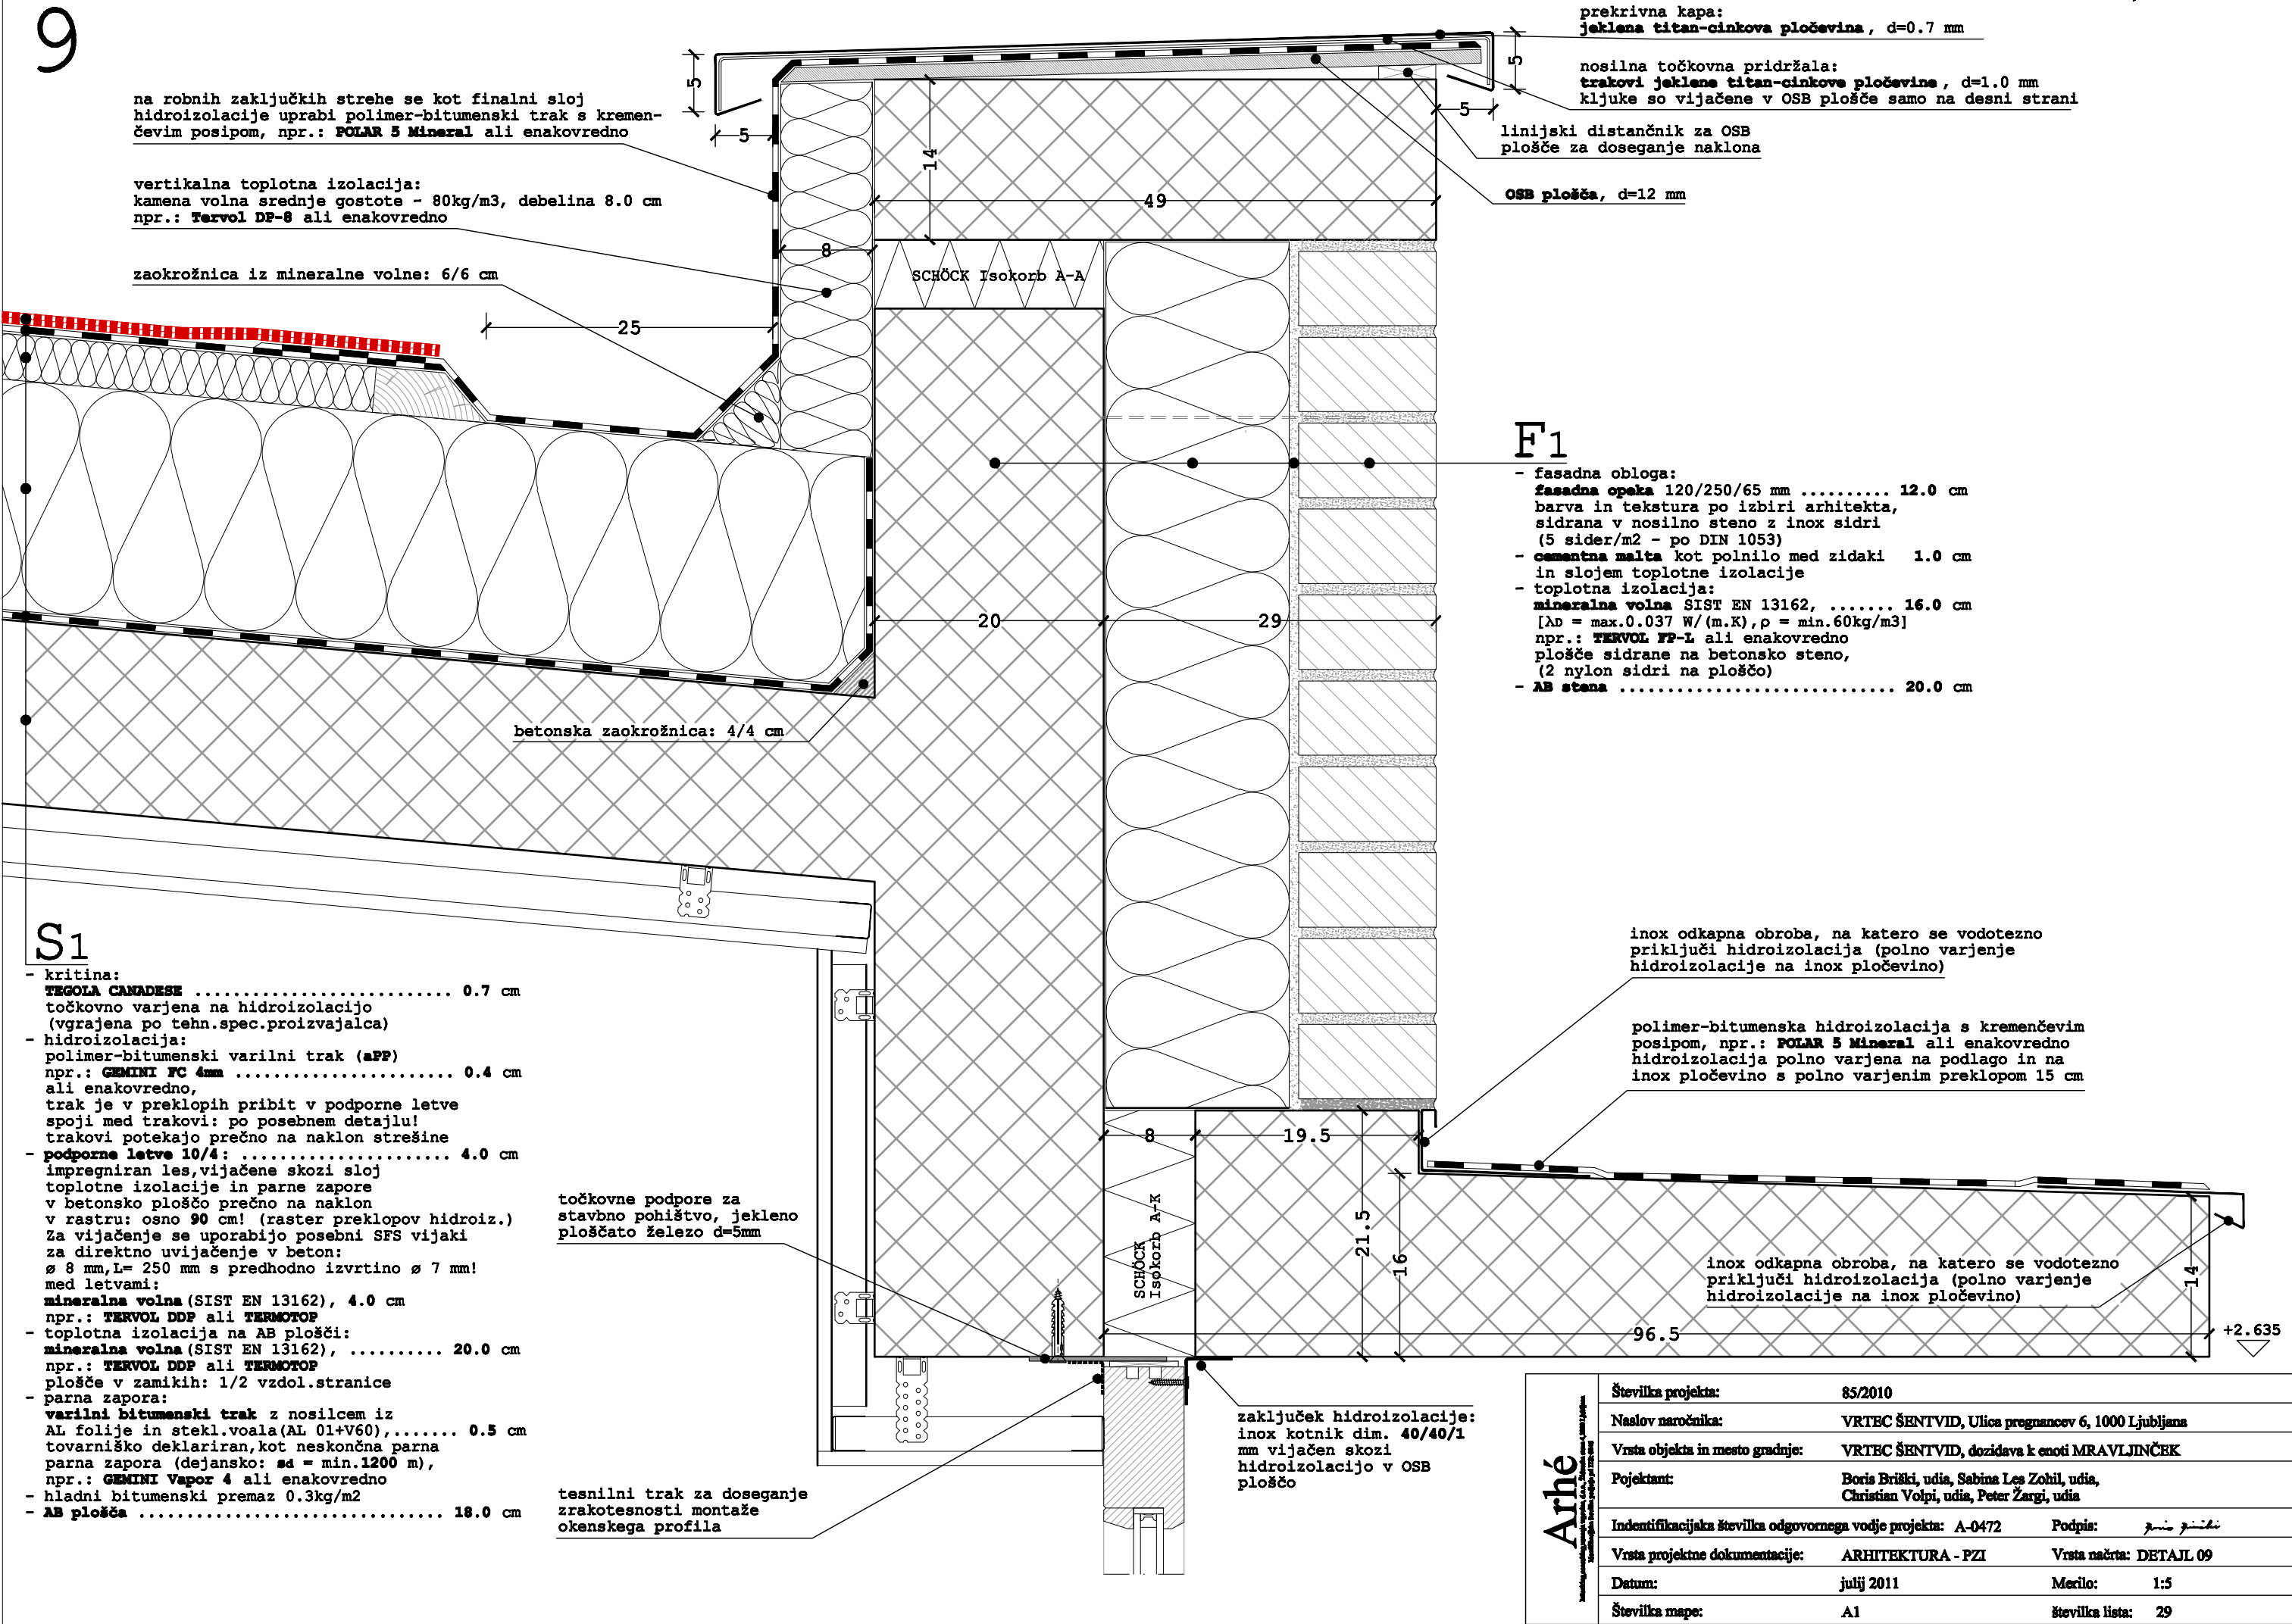 9
na robnih zaključkih strehe se kot finalni sloj
hidroizolacije uprabi polimer-bitumenski trak s kremen-
čevim posipom, npr.: POLAR 5 Mineral ali enakovredno
vertikalna toplotna izolacija:
kamena volna srednje gostote - 80kg/m3, debelina 8.0 cm
npr.: Tervol DP-8 ali enakovredno
zaokrožnica iz mineralne volne: 6/6 cm
prekrivna kapa:
jeklena titan-cinkova pločevina, d=0.7 mm
nosilna točkovna pridržala:
trakovi jeklene titan-cinkove pločevine, d=1.0 mm
kljuke so vijačene v OSB plošče samo na desni strani
linijski distančnik za OSB
plošče za doseganje naklona
OSB plošča, d=12 mm
5
5
5
5
14
49
8
SCHÖCK Isokorb A-A
25
20
29
betonska zaokrožnica: 4/4 cm
F1
- fasadna obloga:
fasadna opeka 120/250/65 mm .......... 12.0 cm
barva in tekstura po izbiri arhitekta,
sidrana v nosilno steno z inox sidri
(5 sider/m2 - po DIN 1053)
- cementna malta kot polnilo med zidaki 1.0 cm
in slojem toplotne izolacije
- toplotna izolacija:
mineralna volna SIST EN 13162, ....... 16.0 cm
[λD = max.0.037 W/(m.K),ρ = min.60kg/m3]
npr.: TERVOL FP-L ali enakovredno
plošče sidrane na betonsko steno,
(2 nylon sidri na ploščo)
- AB stena ............................ 20.0 cm
S1
- kritina:
TEGOLA CANADESE .......................... 0.7 cm
točkovno varjena na hidroizolacijo
(vgrajena po tehn.spec.proizvajalca)
- hidroizolacija:
polimer-bitumenski varilni trak (aPP)
npr.: GEMINI FC 4mm ...................... 0.4 cm
ali enakovredno,
trak je v preklopih pribit v podporne letve
spoji med trakovi: po posebnem detajlu!
trakovi potekajo prečno na naklon strešine
- podporne letve 10/4: ..................... 4.0 cm
impregniran les,vijačene skozi sloj
toplotne izolacije in parne zapore
v betonsko ploščo prečno na naklon
v rastru: osno 90 cm! (raster preklopov hidroiz.)
Za vijačenje se uporabijo posebni SFS vijaki
za direktno uvijačenje v beton:
ø 8 mm,L= 250 mm s predhodno izvrtino ø 7 mm!
med letvami:
mineralna volna(SIST EN 13162), 4.0 cm
npr.: TERVOL DDP ali TERMOTOP
- toplotna izolacija na AB plošči:
mineralna volna(SIST EN 13162), .......... 20.0 cm
npr.: TERVOL DDP ali TERMOTOP
plošče v zamikih: 1/2 vzdol.stranice
- parna zapora:
varilni bitumenski trak z nosilcem iz
AL folije in stekl.voala(AL 01+V60),....... 0.5 cm
tovarniško deklariran,kot neskončna parna
parna zapora (dejansko: sd = min.1200 m),
npr.: GEMINI Vapor 4 ali enakovredno
- hladni bitumenski premaz 0.3kg/m2
- AB plošča ............................... 18.0 cm
točkovne podpore za
stavbno pohištvo, jekleno
ploščato železo d=5mm
tesnilni trak za doseganje
zrakotesnosti montaže
okenskega profila
inox odkapna obroba, na katero se vodotezno
priključi hidroizolacija (polno varjenje
hidroizolacije na inox pločevino)
polimer-bitumenska hidroizolacija s kremenčevim
posipom, npr.: POLAR 5 Mineral ali enakovredno
hidroizolacija polno varjena na podlago in na
inox pločevino s polno varjenim preklopom 15 cm
8
19.5
SCHÖCK
Isokorb A-K
21.5
16
inox odkapna obroba, na katero se vodotezno
priključi hidroizolacija (polno varjenje
hidroizolacije na inox pločevino)
14
96.5
+2.635
zaključek hidroizolacije:
inox kotnik dim. 40/40/1
mm vijačen skozi
hidroizolacijo v OSB
ploščo
Arhé
Številka projekta: 85/2010
Naslov naročnika: VRTEC ŠENTVID, Ulica pregnancev 6, 1000 Ljubljana
Vrsta objekta in mesto gradnje: VRTEC ŠENTVID, dozidava k enoti MRAVLJINČEK
Pojektant: Boris Briški, udia, Sabina Les Zohil, udia,
Christian Volpi, udia, Peter Žargi, udia
Indentifikacijska številka odgovornega vodje projekta: A-0472 Podpis:
Vrsta projektne dokumentacije: ARHITEKTURA - PZI Vrsta načrta: DETAJL 09
Datum: julij 2011 Merilo: 1:5
Številka mape: A1 številka lista: 29